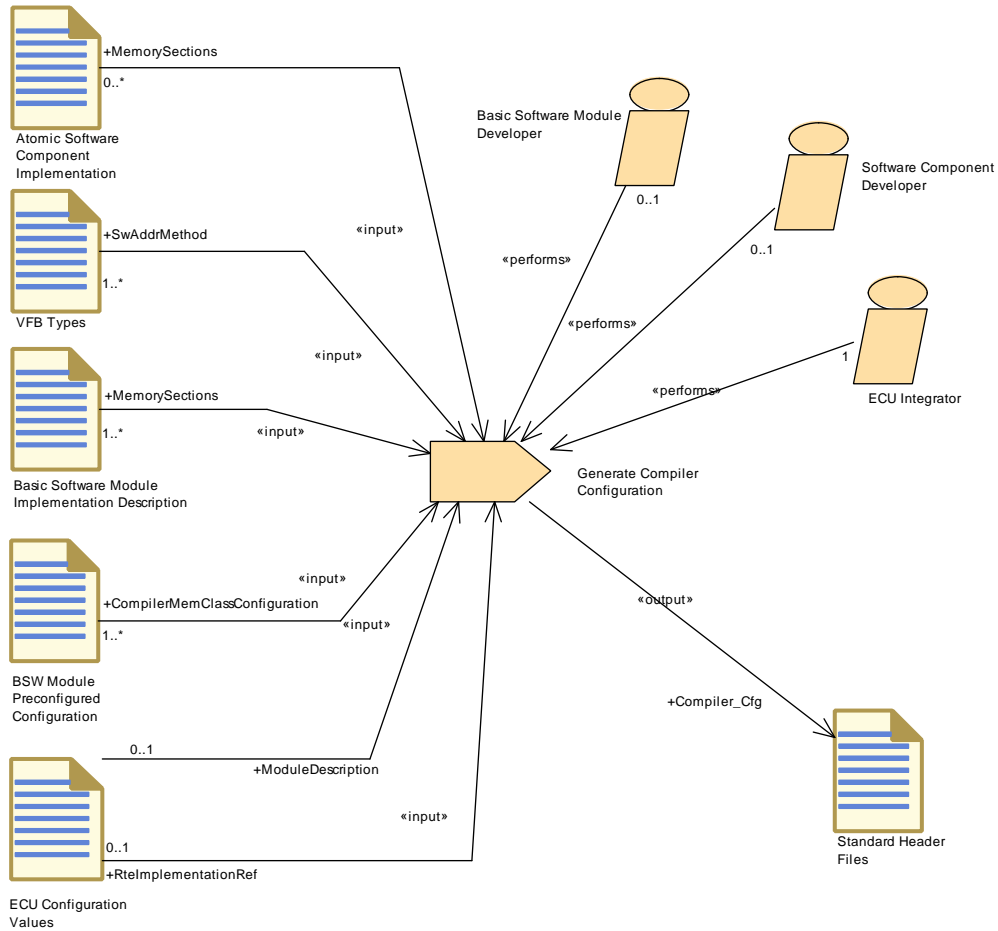 +MemorySections
0..*
Atomic Software
Component
Implementation
+SwAddrMethod
1..*
VFB Types
+MemorySections
1..*
Basic Software Module
Implementation Description
+CompilerMemClassConfiguration
1..*
BSW Module
Preconfigured
Configuration
0..1
+ModuleDescription
0..1
+RteImplementationRef
ECU Configuration
Values
«input»
«input»
«input»
«input»
«input»
«input»
Basic Software Module
Developer
0..1
«performs»
Software Component
Developer
0..1
«performs»
1
ECU Integrator
«performs»
Generate Compiler
Configuration
«output»
+Compiler_Cfg
Standard Header
Files